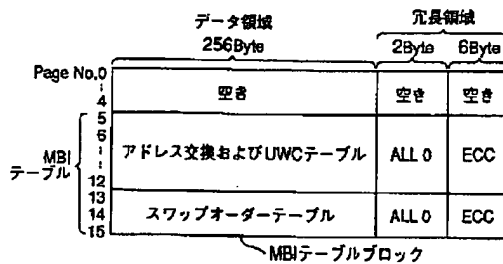 データ領域
冗長領域
256Byte
2Byte
6Byte
Page No.0
4
空き
空き
空き
MBI
テーブル
5
6
12
アドレス交換およびUWCテーブル
ALL 0
ECC
13
14
15
スワップオーダーテーブル
ALL 0
ECC
MBIテーブルブロック